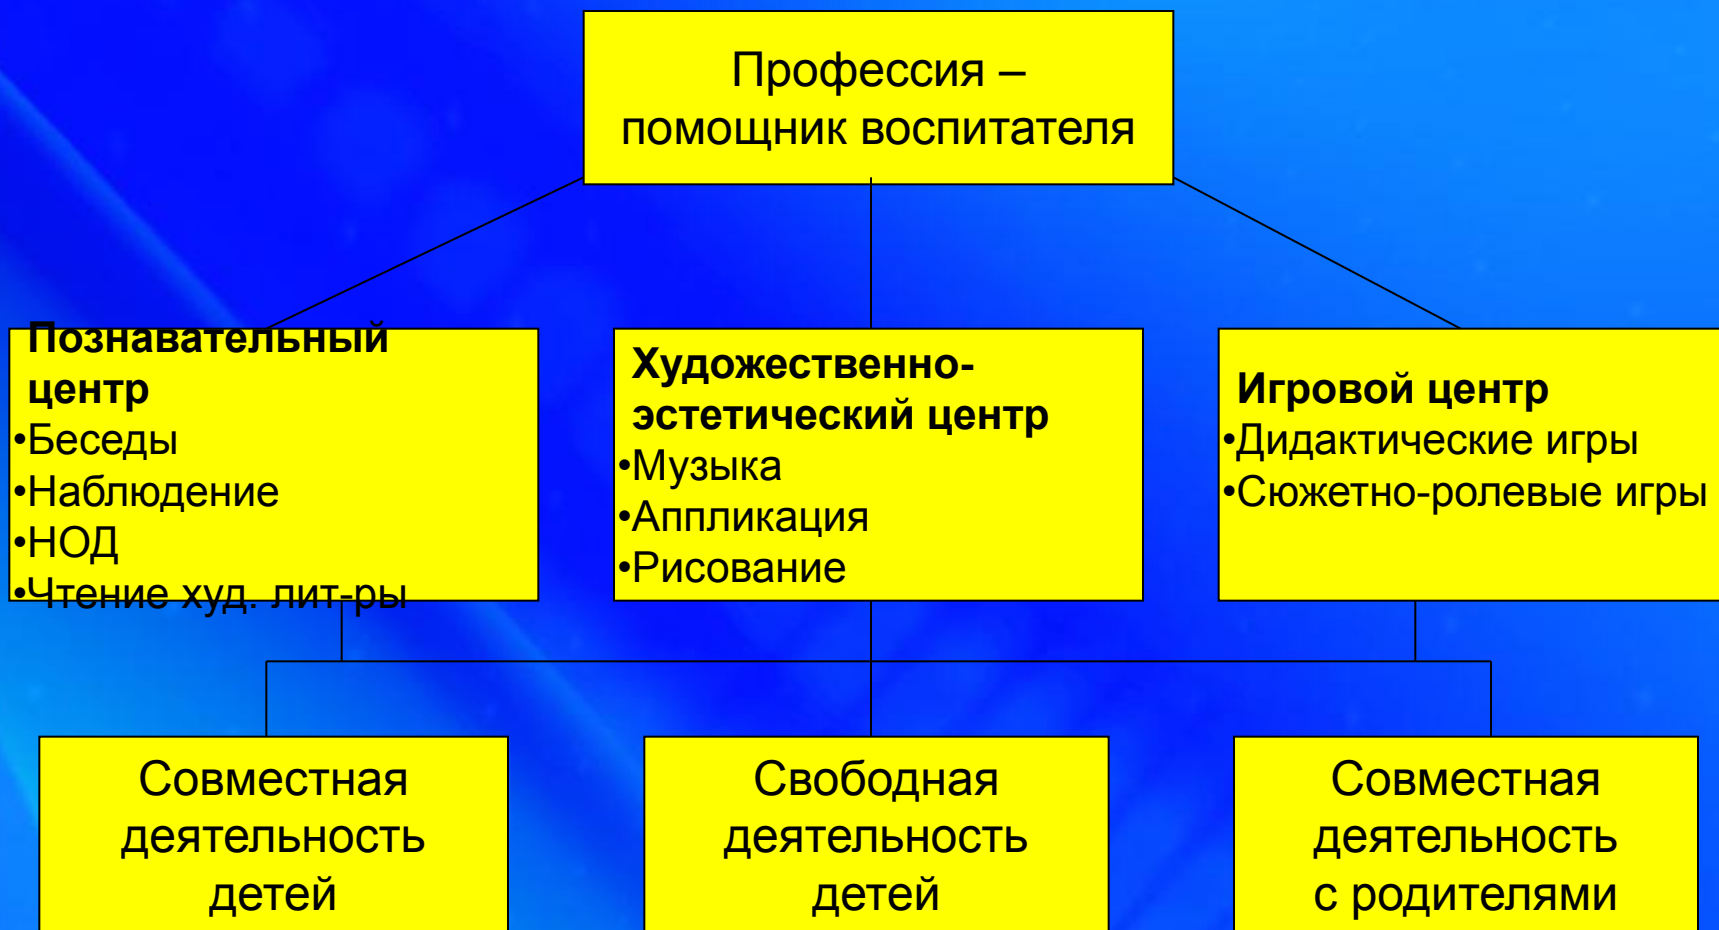 Профессия –
помощник воспитателя
Познавательный
центр
•Беседы
•Наблюдение
•НОД
•Чтение худ. лит-ры
Художественно-
эстетический центр
•Музыка
•Аппликация
•Рисование
Игровой центр
•Дидактические игры
•Сюжетно-ролевые игры
Совместная
деятельность
детей
Свободная
деятельность
детей
Совместная
деятельность
с родителями